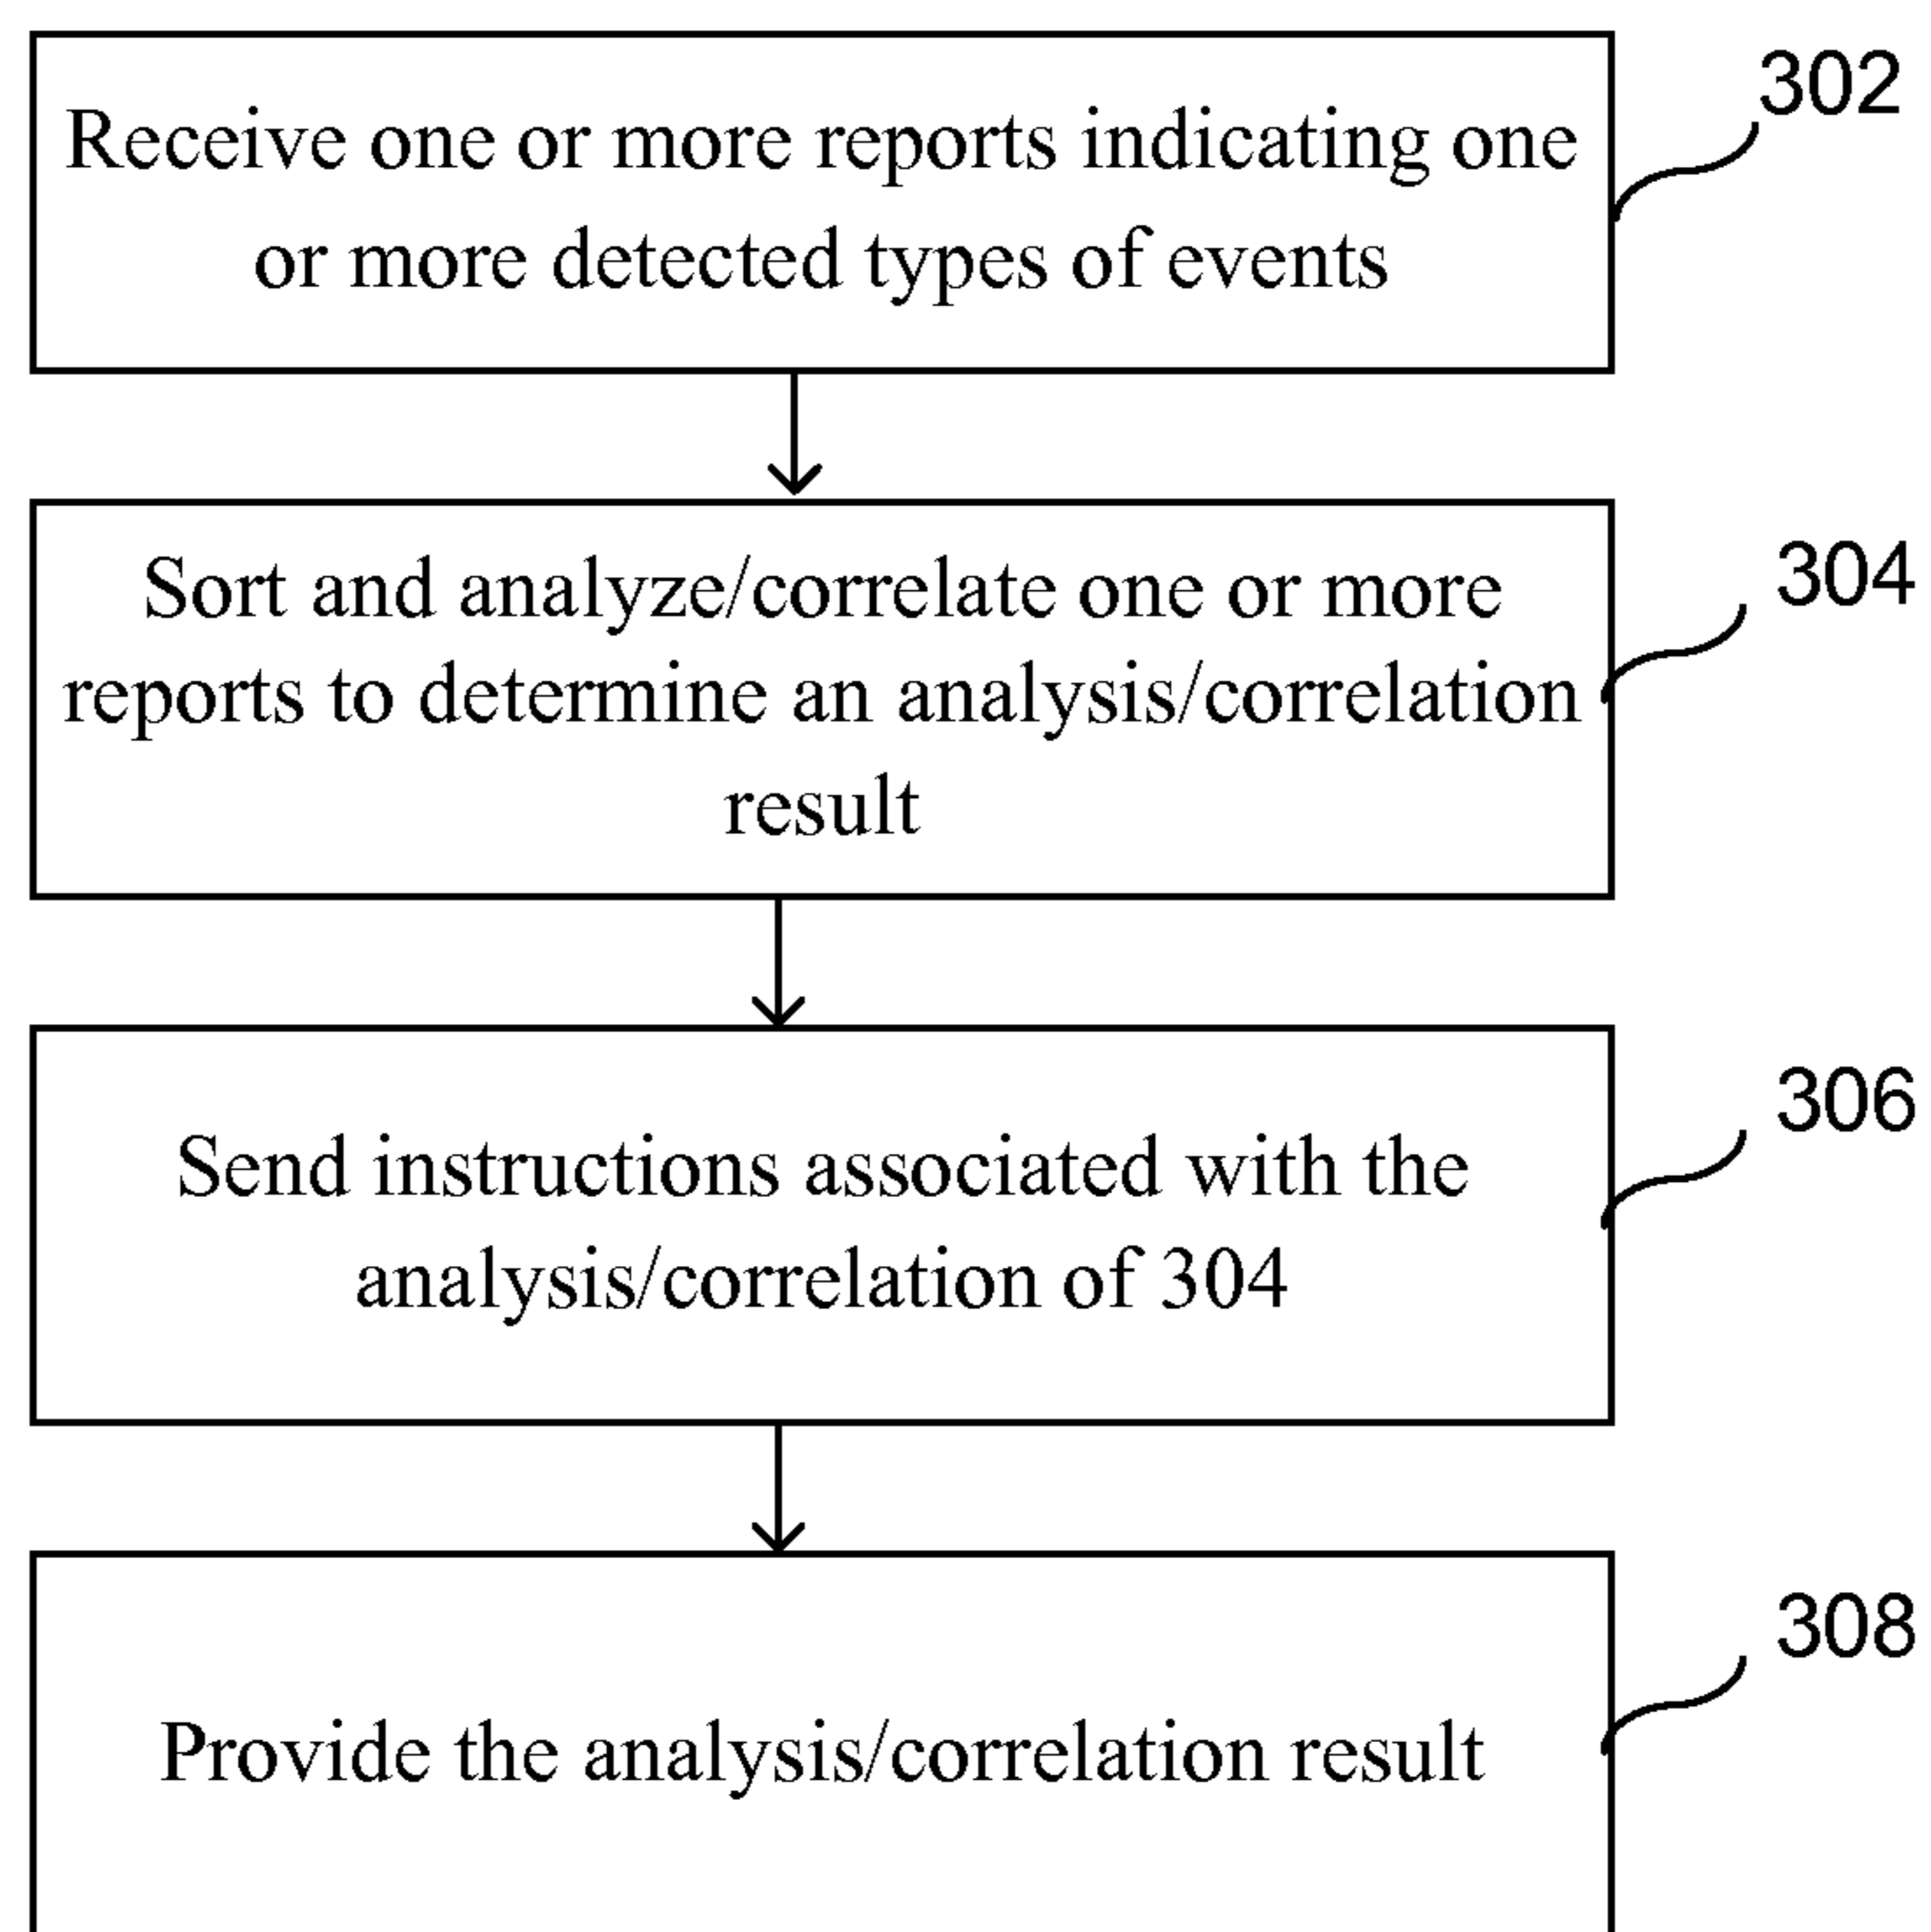 302
Receive one or more reports indicating one
or more detected types of events
304
Sort and analyze/correlate one or more
reports to determine an analysis/correlation
result
306
Send instructions associated with the
analysis/correlation of 304
308
Provide the analysis/correlation result